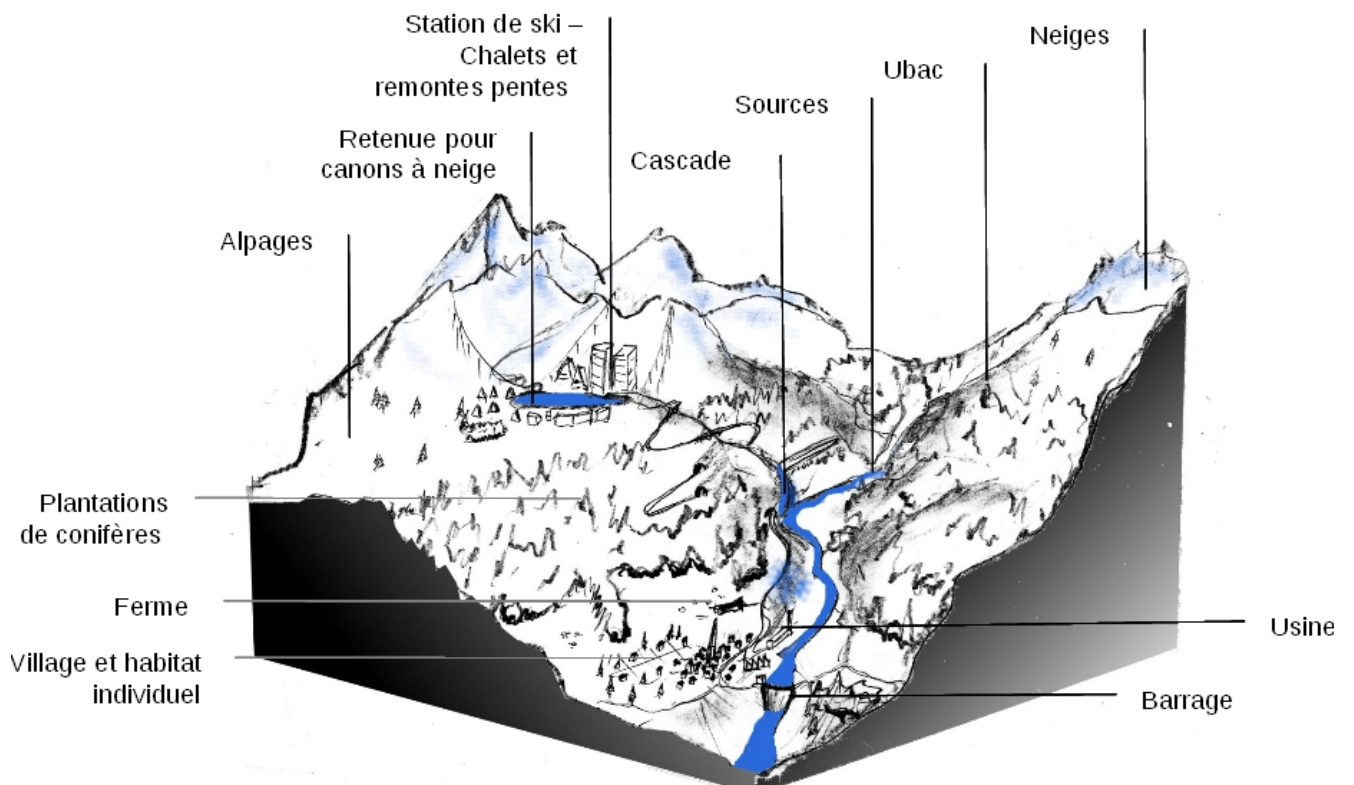 Station de ski –
Chalets et
remontes pentes
Neiges
Ubac
Sources
Retenue pour
canons à neige
Cascade
Alpages
Plantations
de conifères
Ferme
Usine
Village et habitat
individuel
Barrage